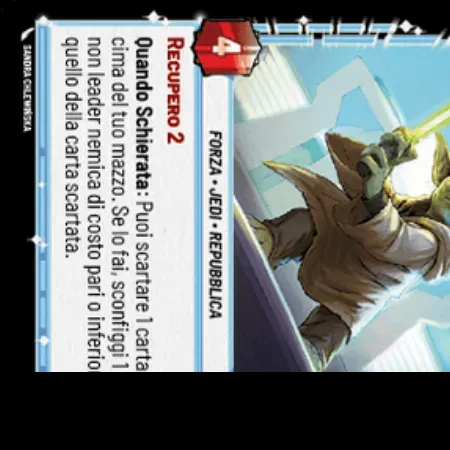 4
FORZA • JEDI • REPUBBLICA
RECUPERO 2
Quando Schierata: Puoi scartare 1 carta
cima del tuo mazzo. Se lo fai, sconfiggi 1
non leader nemica di costo pari o inferio
quello della carta scartata.
SANDRA CHLEWIŃSKA